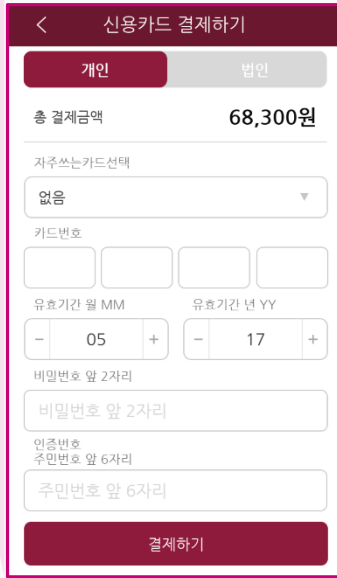 신용카드 결제하기
개인 법인
총 결제금액 68,300원
자주쓰는카드선택
없음
카드번호
유효기간 월 MM 유효기간 년 YY
- 05 + - 17 +
비밀번호 앞 2자리
비밀번호 앞 2자리
인증번호
주민번호 앞 6자리
주민번호 앞 6자리
결제하기